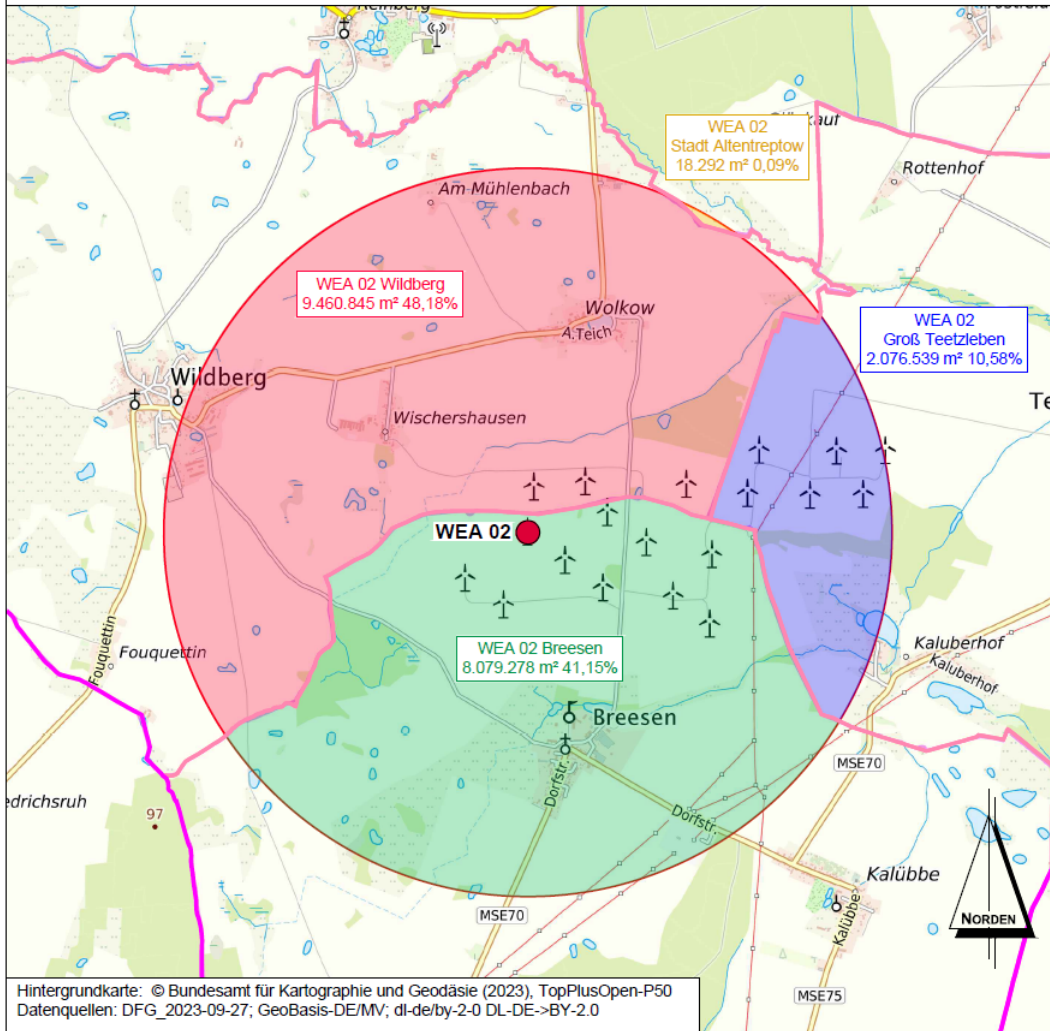 Reinberg
WEA 02
Stadt Altentreptow
18.292 m² 0,09%
Rottenhof
Am Mühlenbach
WEA 02 Wildberg
9.460.845 m² 48,18%
Wolkow
A.Teich
WEA 02
Groß Teetzleben
2.076.539 m² 10,58%
Wildberg
Te
Wischershausen
WEA 02
Fouquettin
Fouquettin
WEA 02 Breesen
8.079.278 m² 41,15%
Kaluberhof
Kaluberhof
Breesen
MSE70
edrichsruh
97
Dorfstr.
Dorfstr.
Kalübbe
MSE70
Kalübbe
NORDEN
MSE75
Hintergrundkarte: © Bundesamt für Kartographie und Geodäsie (2023), TopPlusOpen-P50
Datenquellen: DFG_2023-09-27; GeoBasis-DE/MV; dl-de/by-2-0 DL-DE->BY-2.0